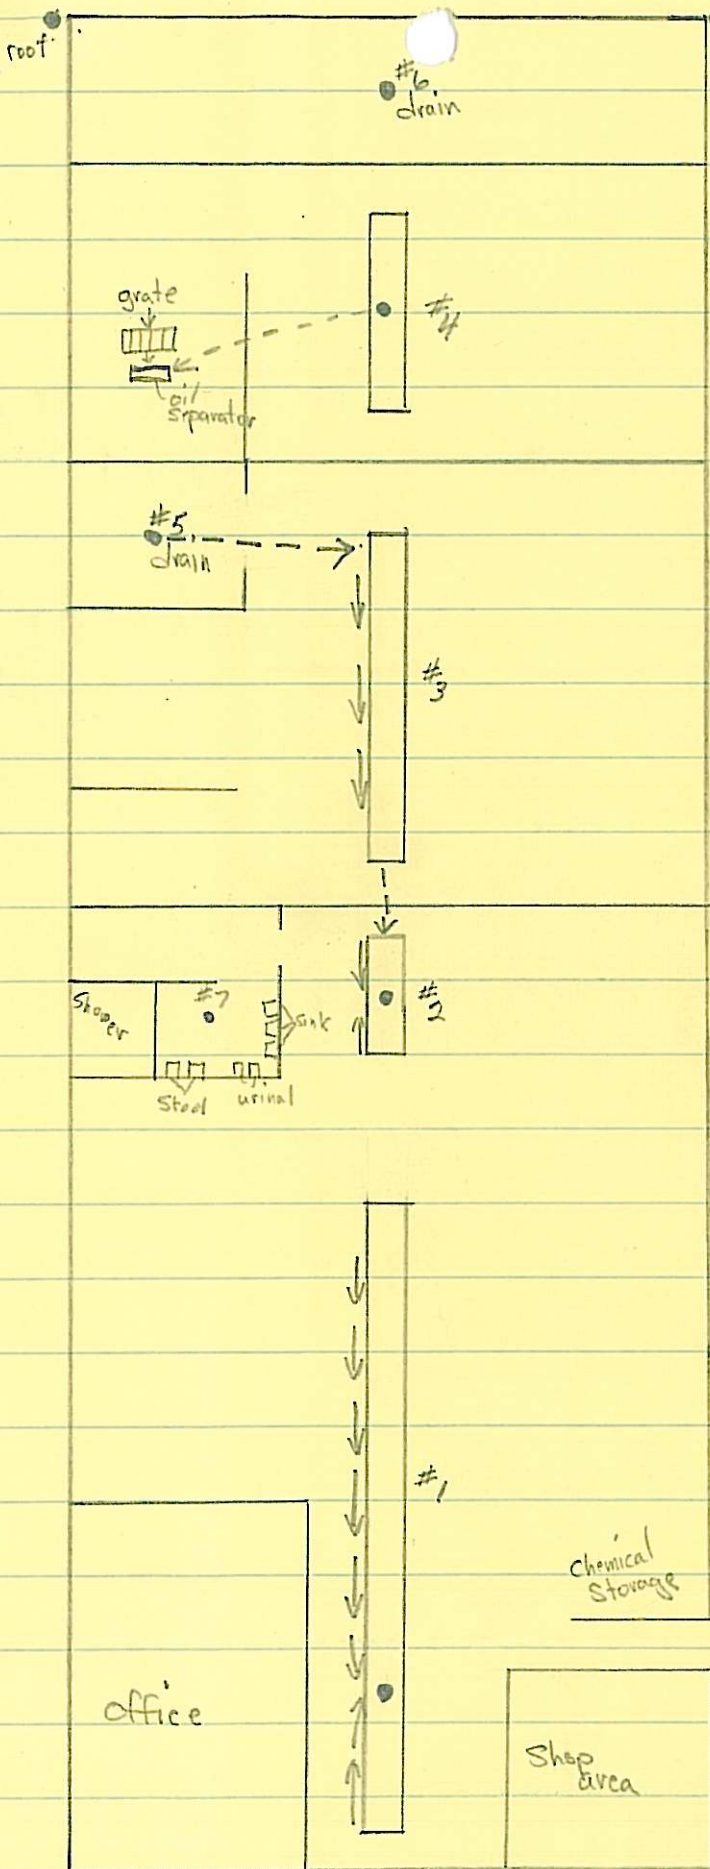 roof
#6
drain
grate
#4
oil
separator
#5
drain
#3
Shower
#7
sink
#2
Stool
urinal
#1
Chemical
Storage
Office
Shop
area